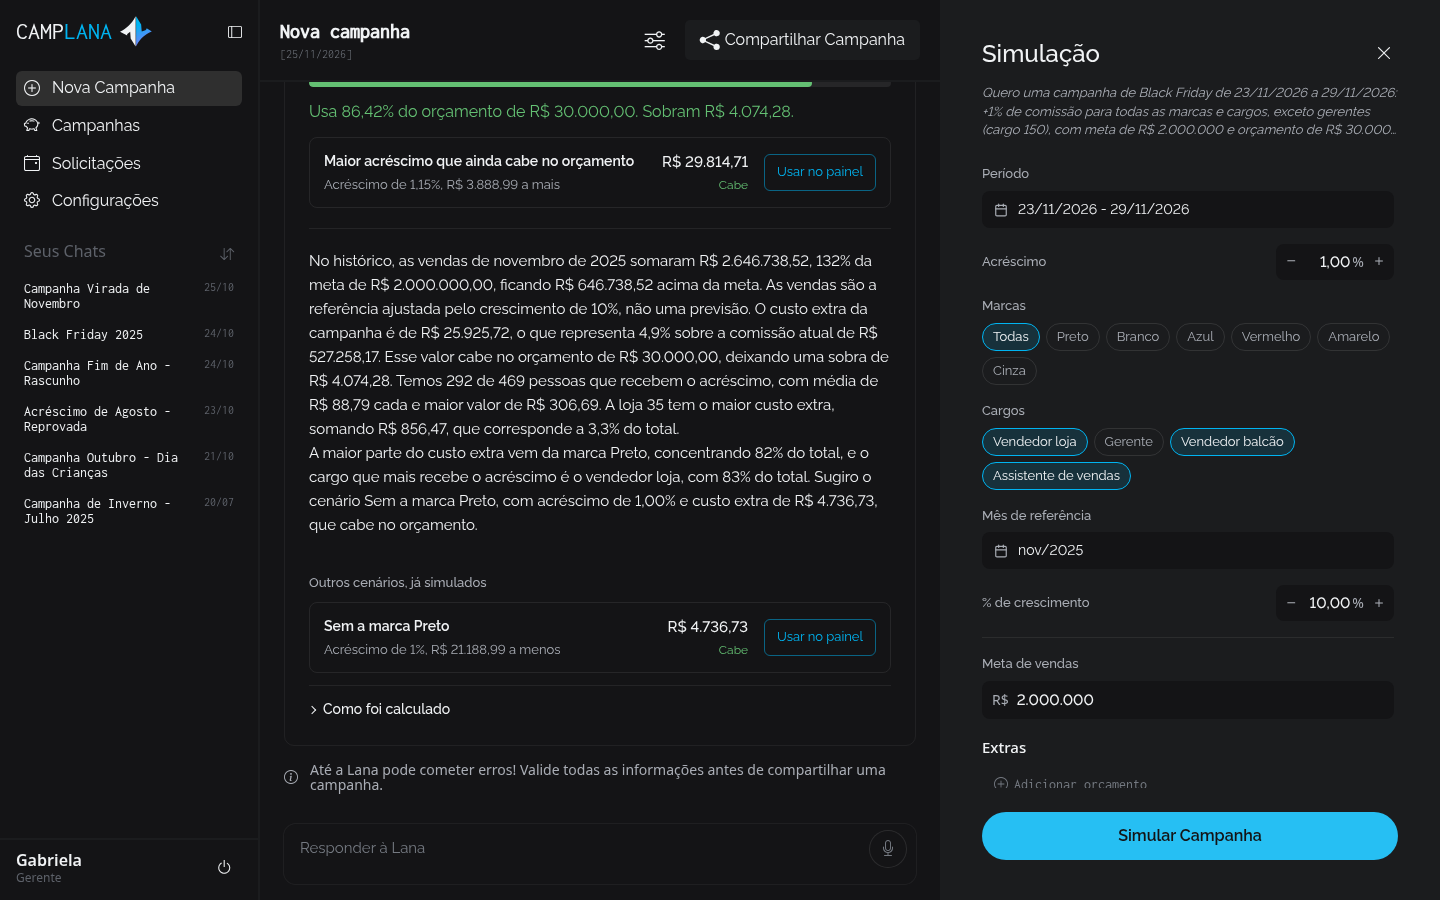 CAMPLANA
Nova Campanha
Campanhas
Solicitações
Configurações
Seus Chats
Campanha Virada de Novembro 25/10
Black Friday 2025 24/10
Campanha Fim de Ano - Rascunho 24/10
Acréscimo de Agosto - Reprovada 23/10
Campanha Outubro - Dia das Crianças 21/10
Campanha de Inverno - Julho 2025 20/07
Gabriela
Gerente
Nova campanha
[25/11/2026]
Compartilhar Campanha
Usa 86,42% do orçamento de R$ 30.000,00. Sobram R$ 4.074,28.
Maior acréscimo que ainda cabe no orçamento R$ 29.814,71
Acréscimo de 1,15%, R$ 3.888,99 a mais Cabe
Usar no painel
No histórico, as vendas de novembro de 2025 somaram R$ 2.646.738,52, 132% da
meta de R$ 2.000.000,00, ficando R$ 646.738,52 acima da meta. As vendas são a
referência ajustada pelo crescimento de 10%, não uma previsão. O custo extra da
campanha é de R$ 25.925,72, o que representa 4,9% sobre a comissão atual de R$
527.258,17. Esse valor cabe no orçamento de R$ 30.000,00, deixando uma sobra de
R$ 4.074,28. Temos 292 de 469 pessoas que recebem o acréscimo, com média de
R$ 88,79 cada e maior valor de R$ 306,69. A loja 35 tem o maior custo extra,
somando R$ 856,47, que corresponde a 3,3% do total.
A maior parte do custo extra vem da marca Preto, concentrando 82% do total, e o
cargo que mais recebe o acréscimo é o vendedor loja, com 83% do total. Sugiro o
cenário Sem a marca Preto, com acréscimo de 1,00% e custo extra de R$ 4.736,73,
que cabe no orçamento.
Outros cenários, já simulados
Sem a marca Preto R$ 4.736,73
Acréscimo de 1%, R$ 21.188,99 a menos Cabe
Usar no painel
Como foi calculado
Até a Lana pode cometer erros! Valide todas as informações antes de compartilhar uma
campanha.
Responder à Lana
Simulação
Quero uma campanha de Black Friday de 23/11/2026 a 29/11/2026:
+1% de comissão para todas as marcas e cargos, exceto gerentes
(cargo 150), com meta de R$ 2.000.000 e orçamento de R$ 30.000...
Período
23/11/2026 - 29/11/2026
Acréscimo − 1,00 % +
Marcas
Todas Preto Branco Azul Vermelho Amarelo
Cinza
Cargos
Vendedor loja Gerente Vendedor balcão
Assistente de vendas
Mês de referência
nov/2025
% de crescimento − 10,00 % +
Meta de vendas
R$ 2.000.000
Extras
Adicionar orçamento
Simular Campanha